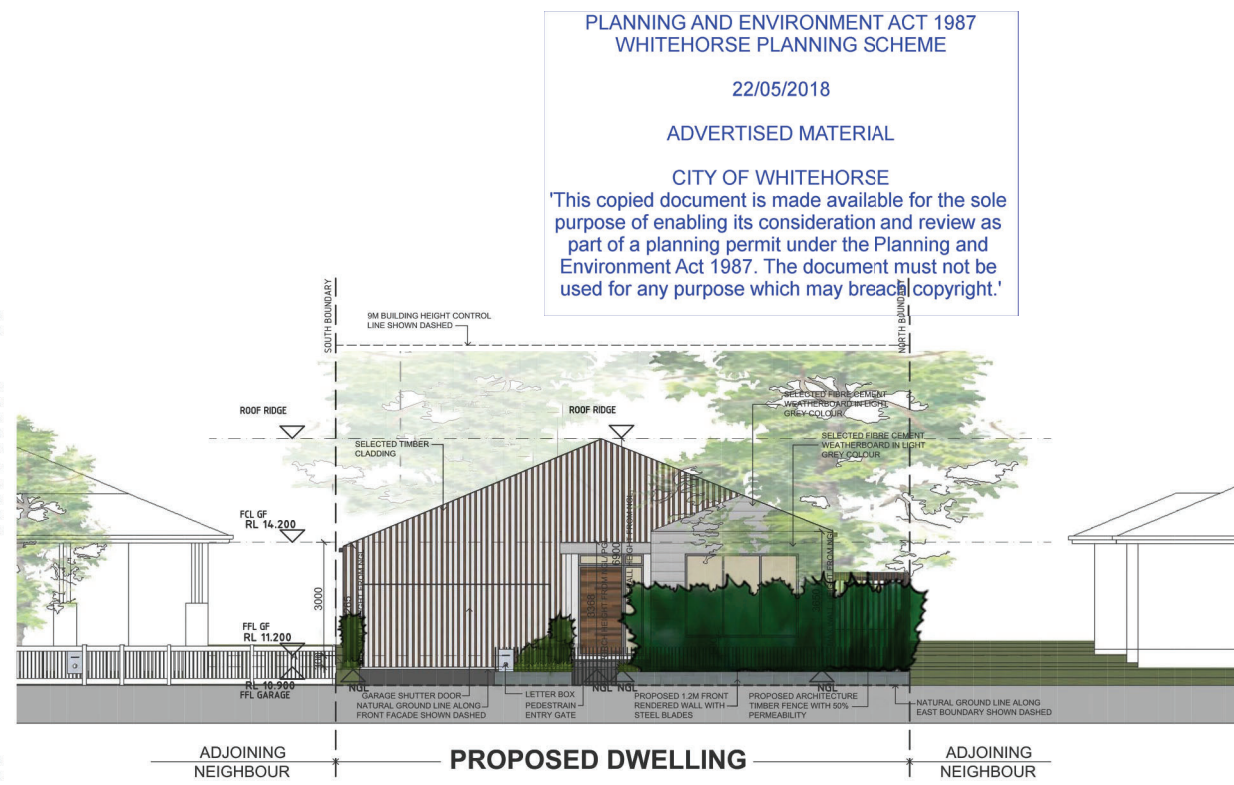 PLANNING AND ENVIRONMENT ACT 1987
WHITEHORSE PLANNING SCHEME
22/05/2018
ADVERTISED MATERIAL
CITY OF WHITEHORSE
'This copied document is made available for the sole
purpose of enabling its consideration and review as
part of a planning permit under the Planning and
Environment Act 1987. The document must not be
used for any purpose which may breach copyright.'
SOUTH BOUNDARY
9M BUILDING HEIGHT CONTROL
LINE SHOWN DASHED
NORTH BOUNDARY
ROOF RIDGE
ROOF RIDGE
SELECTED FIBRE CEMENT
WEATHERBOARD IN LIGHT
GREY COLOUR
SELECTED TIMBER
CLADDING
SELECTED FIBRE CEMENT
WEATHERBOARD IN LIGHT
GREY COLOUR
FCL GF
RL 14.200
3000
6900
FFL GF
RL 11.200
RL 10.900
FFL GARAGE
NGL
NGL
NGL
NGL
GARAGE SHUTTER DOOR
NATURAL GROUND LINE ALONG
FRONT FACADE SHOWN DASHED
LETTER BOX
PEDESTRAIN
ENTRY GATE
PROPOSED 1.2M FRONT
RENDERED WALL WITH
STEEL BLADES
PROPOSED ARCHITECTURE
TIMBER FENCE WITH 50%
PERMEABILITY
NATURAL GROUND LINE ALONG
EAST BOUNDARY SHOWN DASHED
ADJOINING
NEIGHBOUR
PROPOSED DWELLING
ADJOINING
NEIGHBOUR